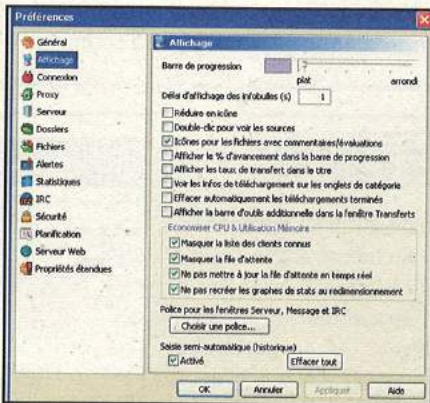 Préférences
Général
Affichage
Connexion
Proxy
Serveur
Dossiers
Fichiers
Alertes
Statistiques
IRC
Sécurité
Planification
Serveur Web
Propriétés étendues
Affichage
Barre de progression
plat arrondi
Délai d'affichage des infobulles (s) 1
Réduire en icône
Double-clic pour voir les sources
Icônes pour les fichiers avec commentaires/évaluations
Afficher le % d'avancement dans la barre de progression
Afficher les taux de transfert dans le titre
Voir les infos de téléchargement sur les onglets de catégorie
Effacer automatiquement les téléchargements terminés
Afficher la barre d'outils additionnelle dans la fenêtre Transferts
Economiser CPU & Utilisation Mémoire
Masquer la liste des clients connus
Masquer la file d'attente
Ne pas mettre à jour la file d'attente en temps réel
Ne pas recréer les graphes de stats au redimensionnement
Police pour les fenêtres Serveur, Message et IRC
Choisir une police...
Saisie semi-automatique (historique)
Activé Effacer tout
OK Annuler Appliquer Aide